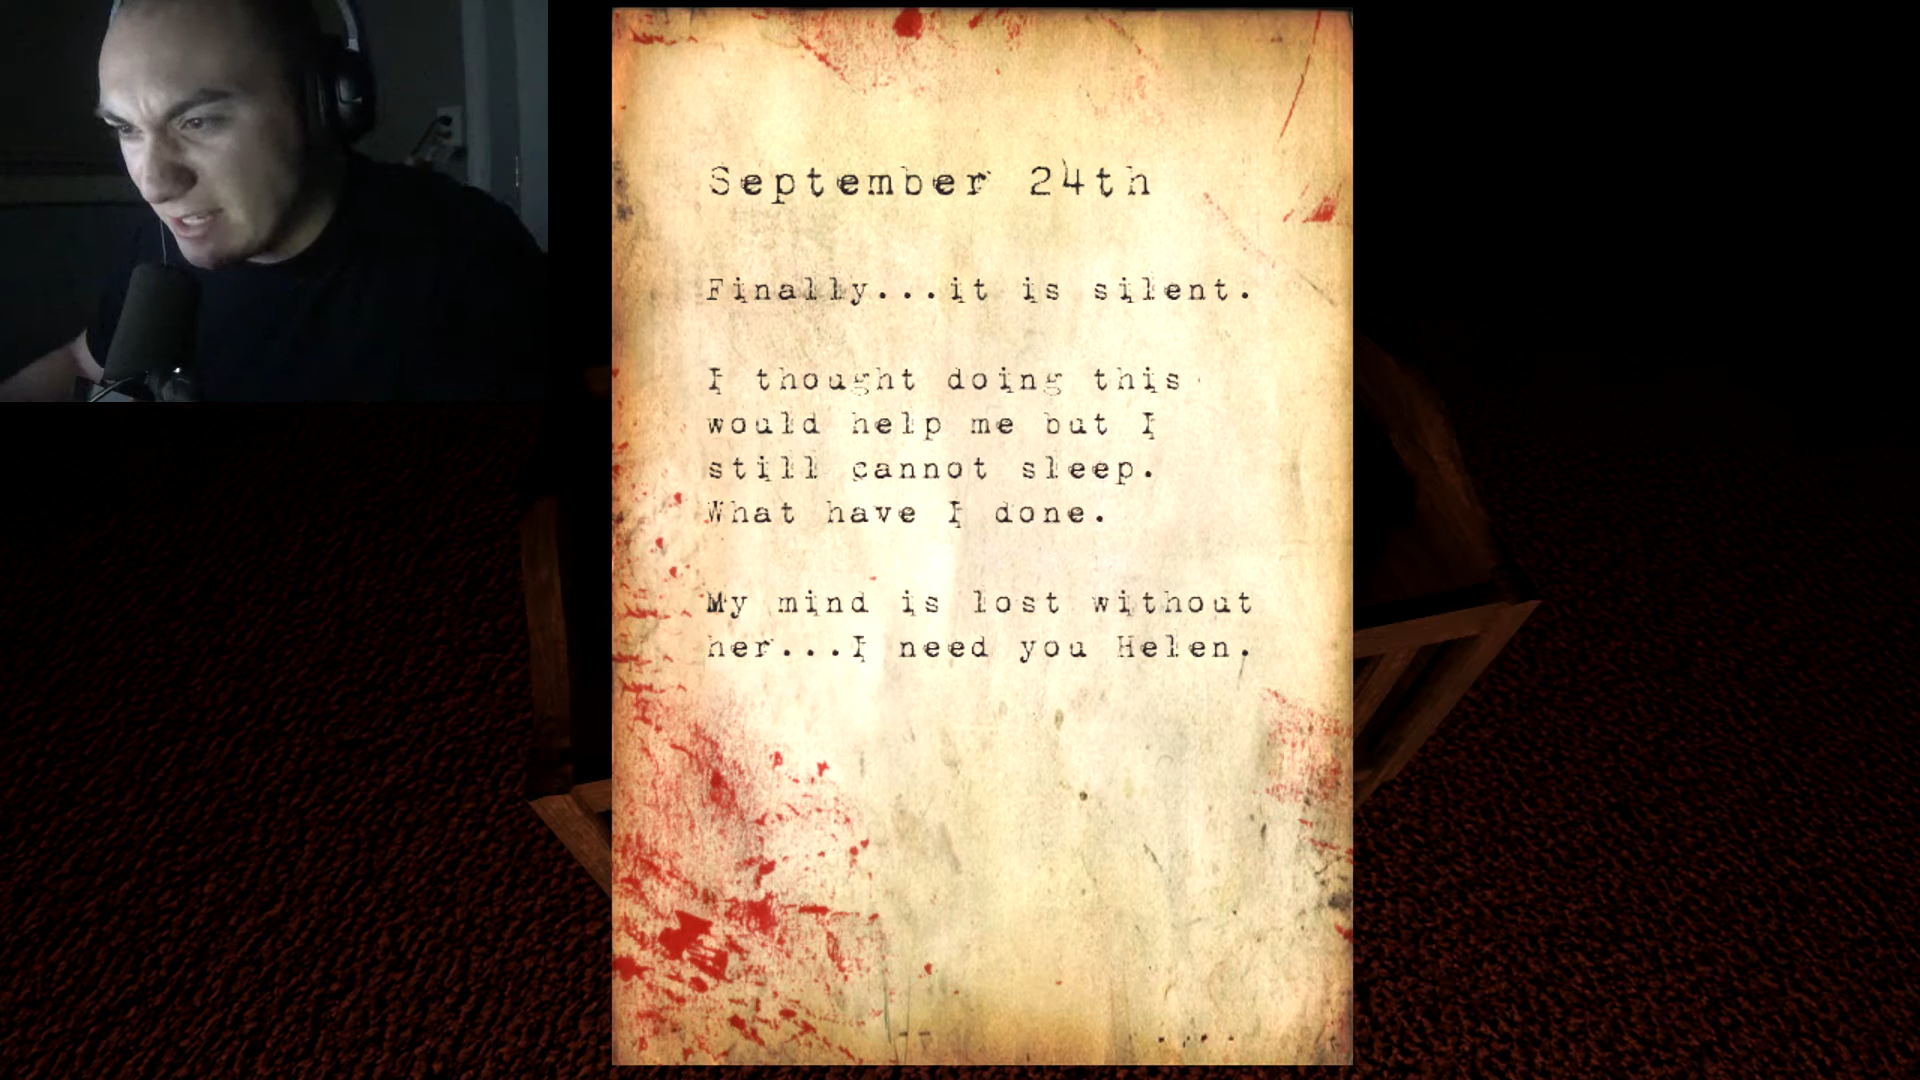 September 24th
Finally...it is silent.
I thought doing this
would help me but I
still cannot sleep.
What have I done.
My mind is lost without
her...I need you Helen.